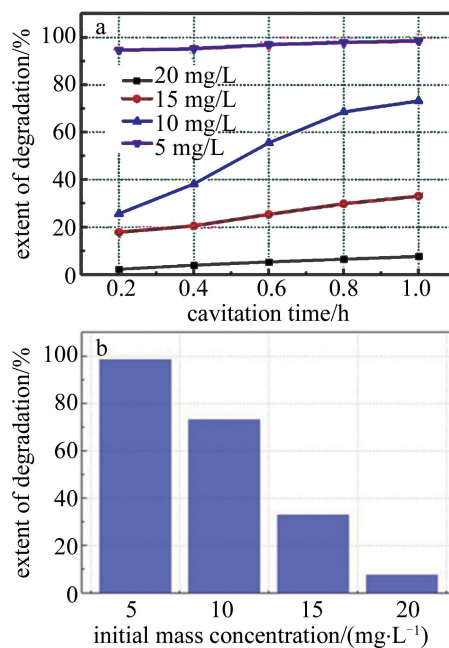 a
extent of degradation/%
100
80
60
40
20
0
20 mg/L
15 mg/L
10 mg/L
5 mg/L
0.2 0.4 0.6 0.8 1.0
cavitation time/h
b
extent of degradation/%
100
80
60
40
20
0
5 10 15 20
initial mass concentration/(mg·L⁻¹)